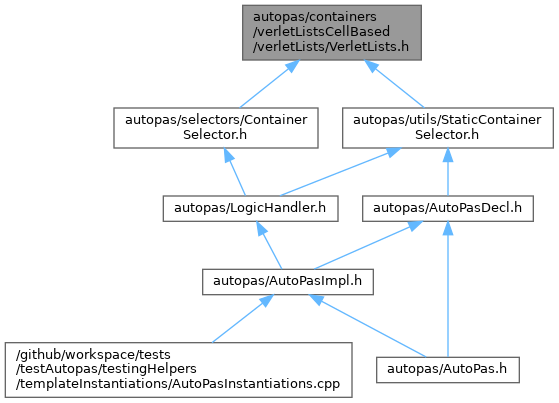 autopas/containers
/verletListsCellBased
/verletLists/VerletLists.h
autopas/selectors/Container
Selector.h
autopas/utils/StaticContainer
Selector.h
autopas/LogicHandler.h
autopas/AutoPasDecl.h
autopas/AutoPasImpl.h
/github/workspace/tests
/testAutopas/testingHelpers
/templateInstantiations/AutoPasInstantiations.cpp
autopas/AutoPas.h